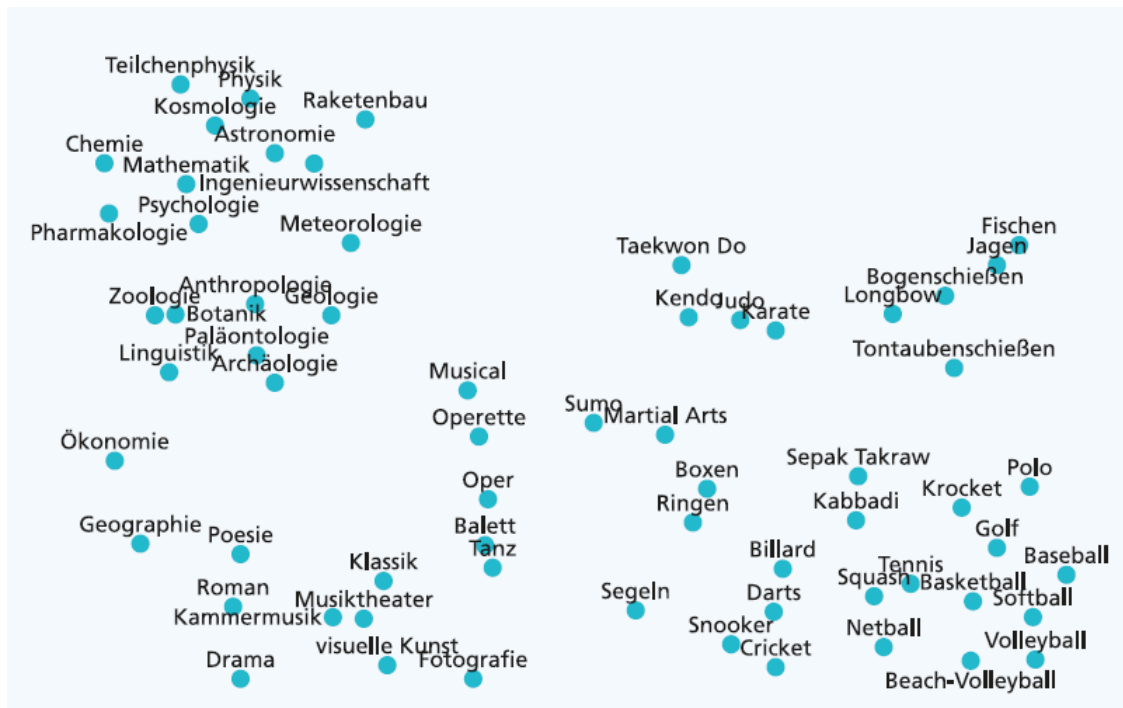 Teilchenphysik
Physik
Kosmologie
Raketenbau
Astronomie
Chemie
Mathematik
Ingenieurwissenschaft
Psychologie
Pharmakologie
Meteorologie
Fischen
Taekwon Do
Jagen
Bogenschießen
Anthropologie
Zoologie
Geologie
Longbow
Kendo
Judo
Karate
Botanik
Paläontologie
Tontaubenschießen
Linguistik
Archäologie
Musical
Sumo
Operette
Martial Arts
Ökonomie
Sepak Takraw
Boxen
Polo
Oper
Krocket
Ringen
Kabbadi
Geographie
Balett
Golf
Poesie
Tanz
Billard
Baseball
Klassik
Tennis
Roman
Segeln
Darts
Squash
Basketball
Musiktheater
Softball
Kammermusik
Snooker
Netball
visuelle Kunst
Cricket
Volleyball
Drama
Fotografie
Beach-Volleyball